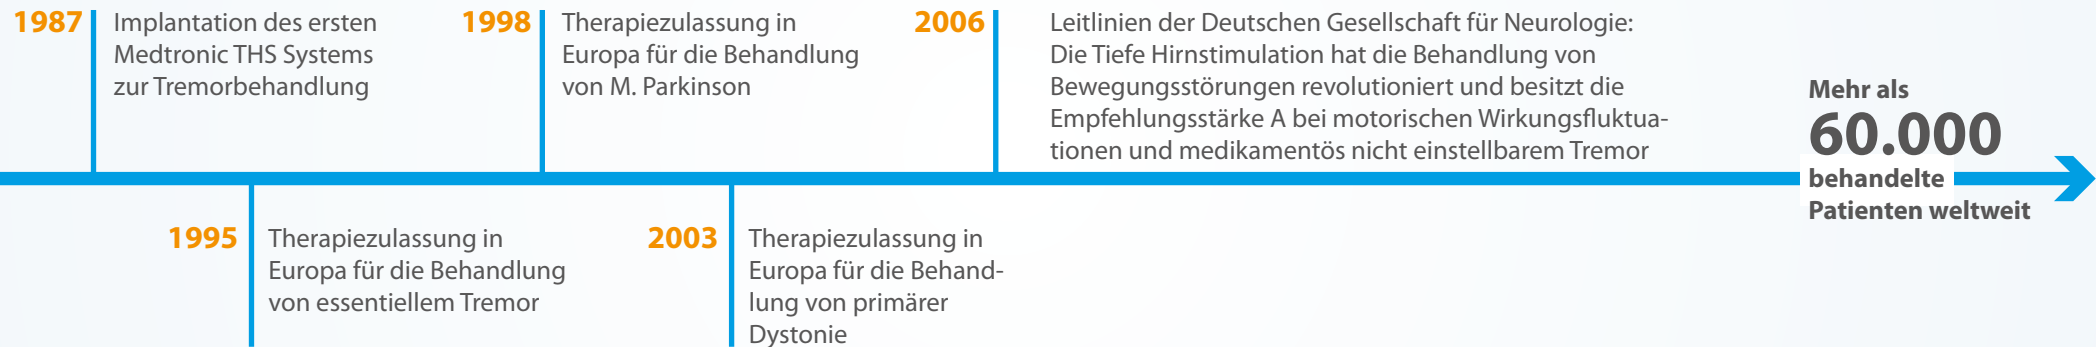 1987
Implantation des ersten
Medtronic THS Systems
zur Tremorbehandlung
1995
Therapiezulassung in
Europa für die Behandlung
von essentiellem Tremor
1998
Therapiezulassung in
Europa für die Behandlung
von M. Parkinson
2003
Therapiezulassung in
Europa für die Behand-
lung von primärer
Dystonie
2006
Leitlinien der Deutschen Gesellschaft für Neurologie:
Die Tiefe Hirnstimulation hat die Behandlung von
Bewegungsstörungen revolutioniert und besitzt die
Empfehlungsstärke A bei motorischen Wirkungsfluktua-
tionen und medikamentös nicht einstellbarem Tremor
Mehr als
60.000
behandelte
Patienten weltweit